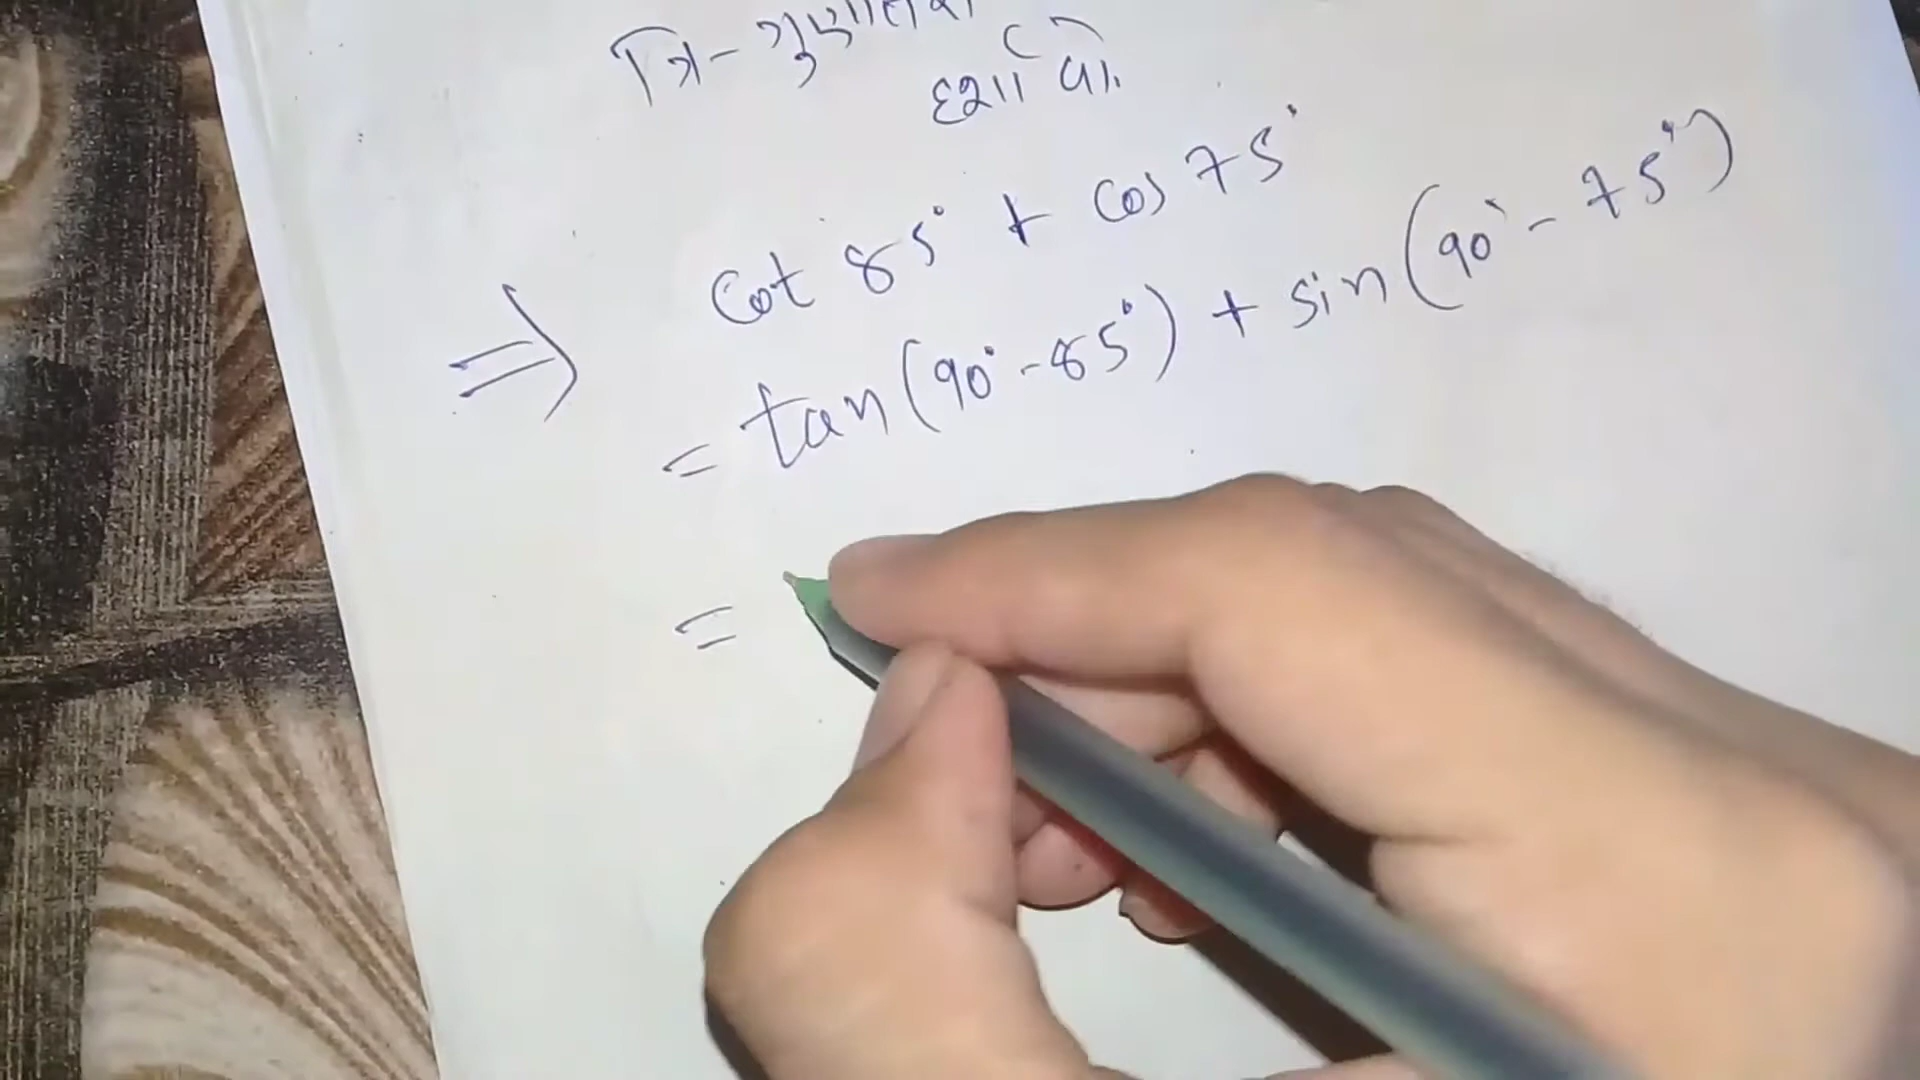 cot 85° + cos 75°
⇒ = tan (90° - 85°) + sin (90° - 75°)
=